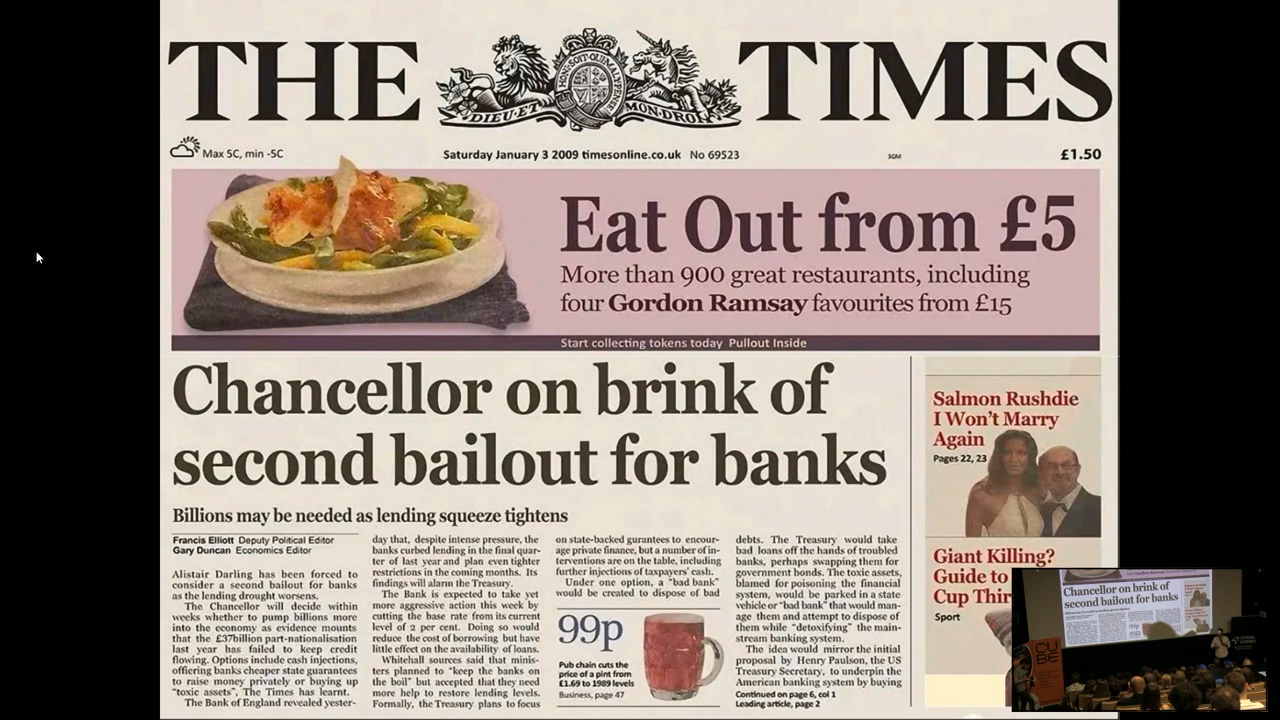 THE TIMES
DIEU·ET MON·DROIT
Max 5C, min -5C
Saturday January 3 2009 timesonline.co.uk No 69523
3GM
£1.50
Eat Out from £5
More than 900 great restaurants, including
four Gordon Ramsay favourites from £15
Start collecting tokens today Pullout Inside
Chancellor on brink of
second bailout for banks
Billions may be needed as lending squeeze tightens
Francis Elliott Deputy Political Editor
Gary Duncan Economics Editor
Alistair Darling has been forced to
consider a second bailout for banks
as the lending drought worsens.
The Chancellor will decide within
weeks whether to pump billions more
into the economy as evidence mounts
that the £37billion part-nationalisation
last year has failed to keep credit
flowing. Options include cash injections,
offering banks cheaper state guarantees
to raise money privately or buying up
“toxic assets”, The Times has learnt.
The Bank of England revealed yester-
day that, despite intense pressure, the
banks curbed lending in the final quar-
ter of last year and plan even tighter
restrictions in the coming months. Its
findings will alarm the Treasury.
The Bank is expected to take yet
more aggressive action this week by
cutting the base rate from its current
level of 2 per cent. Doing so would
reduce the cost of borrowing but have
little effect on the availability of loans.
Whitehall sources said that minis-
ters planned to “keep the banks on
the boil” but accepted that they need
more help to restore lending levels.
Formally, the Treasury plans to focus
on state-backed gurantees to encour-
age private finance, but a number of in-
terventions are on the table, including
further injections of taxpayers’ cash.
Under one option, a “bad bank”
would be created to dispose of bad
99p
Pub chain cuts the
price of a pint from
£1.69 to 1989 levels
Business, page 47
debts. The Treasury would take
bad loans off the hands of troubled
banks, perhaps swapping them for
government bonds. The toxic assets,
blamed for poisoning the financial
system, would be parked in a state
vehicle or “bad bank” that would man-
age them and attempt to dispose of
them while “detoxifying” the main-
stream banking system.
The idea would mirror the initial
proposal by Henry Paulson, the US
Treasury Secretary, to underpin the
American banking system by buying
Continued on page 6, col 1
Leading article, page 2
Salmon Rushdie
I Won’t Marry
Again
Pages 22, 23
Giant Killing?
Guide to
Cup Thir
Sport
Chancellor on brink of
second bailout for banks
CU
BE